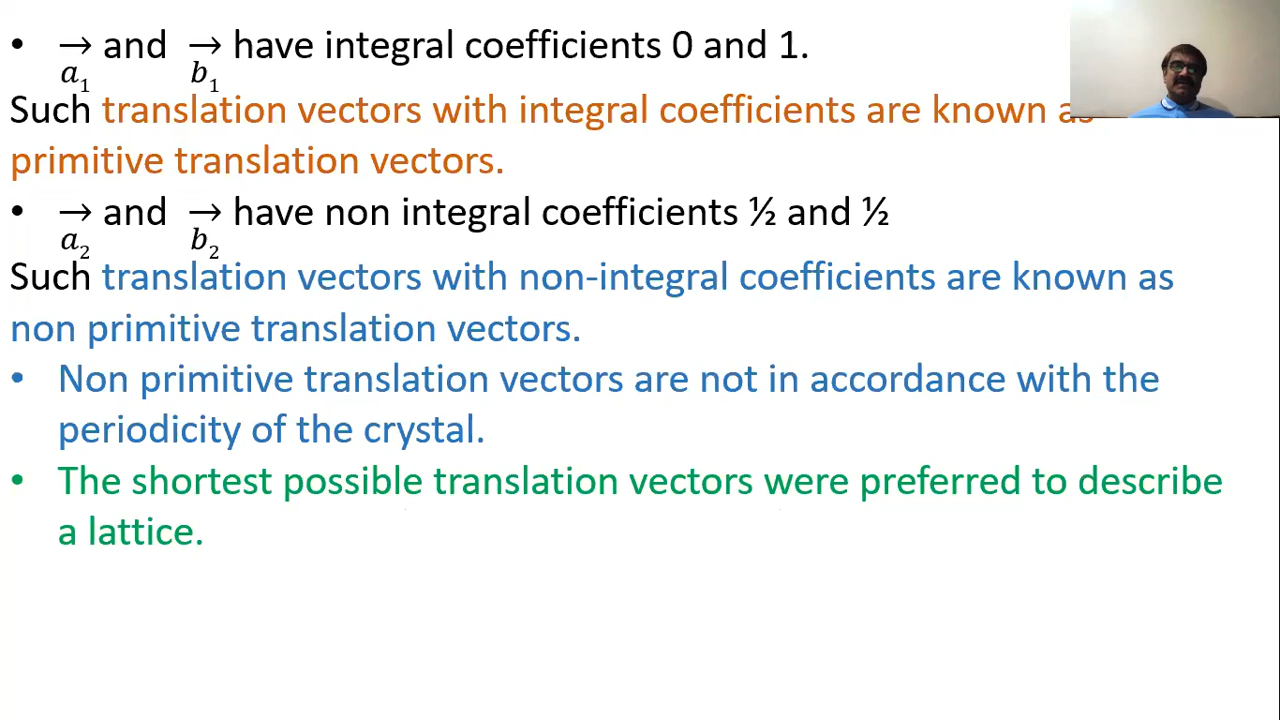 • → and → have integral coefficients 0 and 1.
a₁ b₁
Such translation vectors with integral coefficients are known as
primitive translation vectors.
• → and → have non integral coefficients ½ and ½
a₂ b₂
Such translation vectors with non-integral coefficients are known as
non primitive translation vectors.
• Non primitive translation vectors are not in accordance with the
periodicity of the crystal.
• The shortest possible translation vectors were preferred to describe
a lattice.